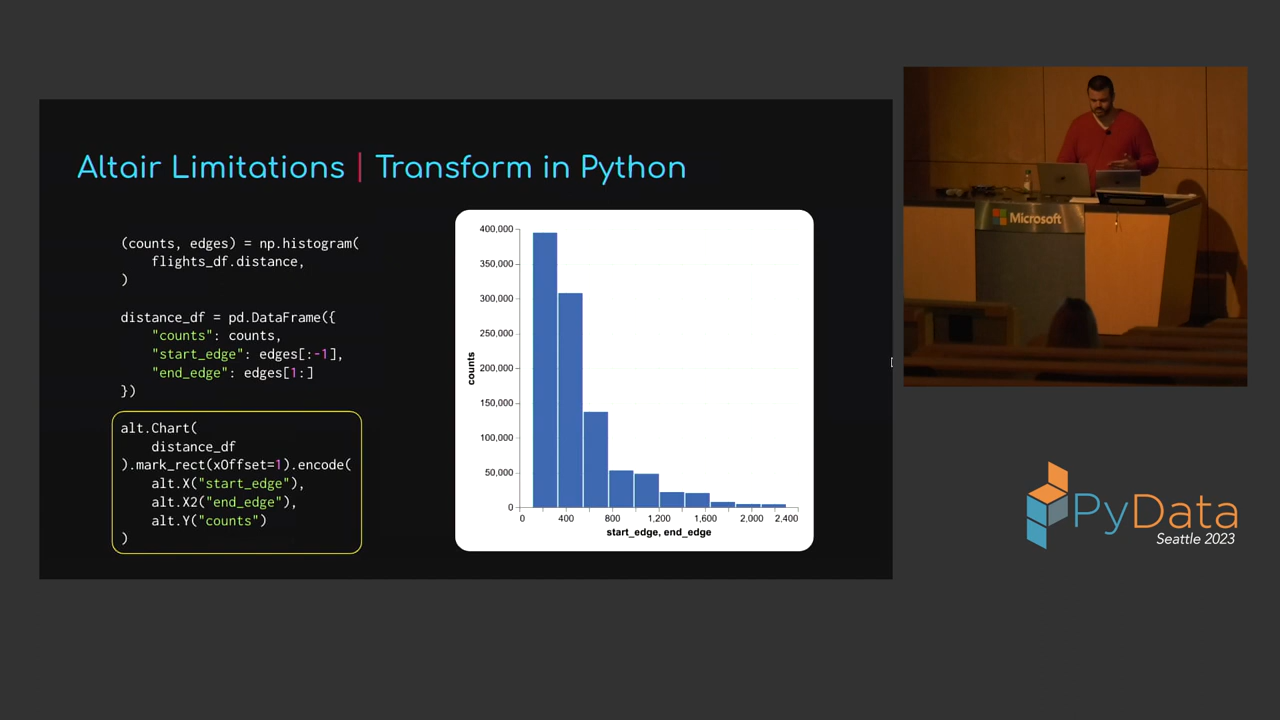 Altair Limitations | Transform in Python
(counts, edges) = np.histogram(
flights_df.distance,
)
distance_df = pd.DataFrame({
"counts": counts,
"start_edge": edges[:-1],
"end_edge": edges[1:]
})
alt.Chart(
distance_df
).mark_rect(xOffset=1).encode(
alt.X("start_edge"),
alt.X2("end_edge"),
alt.Y("counts")
)
400,000
350,000
300,000
250,000
200,000
150,000
100,000
50,000
0
counts
0 400 800 1,200 1,600 2,000 2,400
start_edge, end_edge
Microsoft
PyData
Seattle 2023